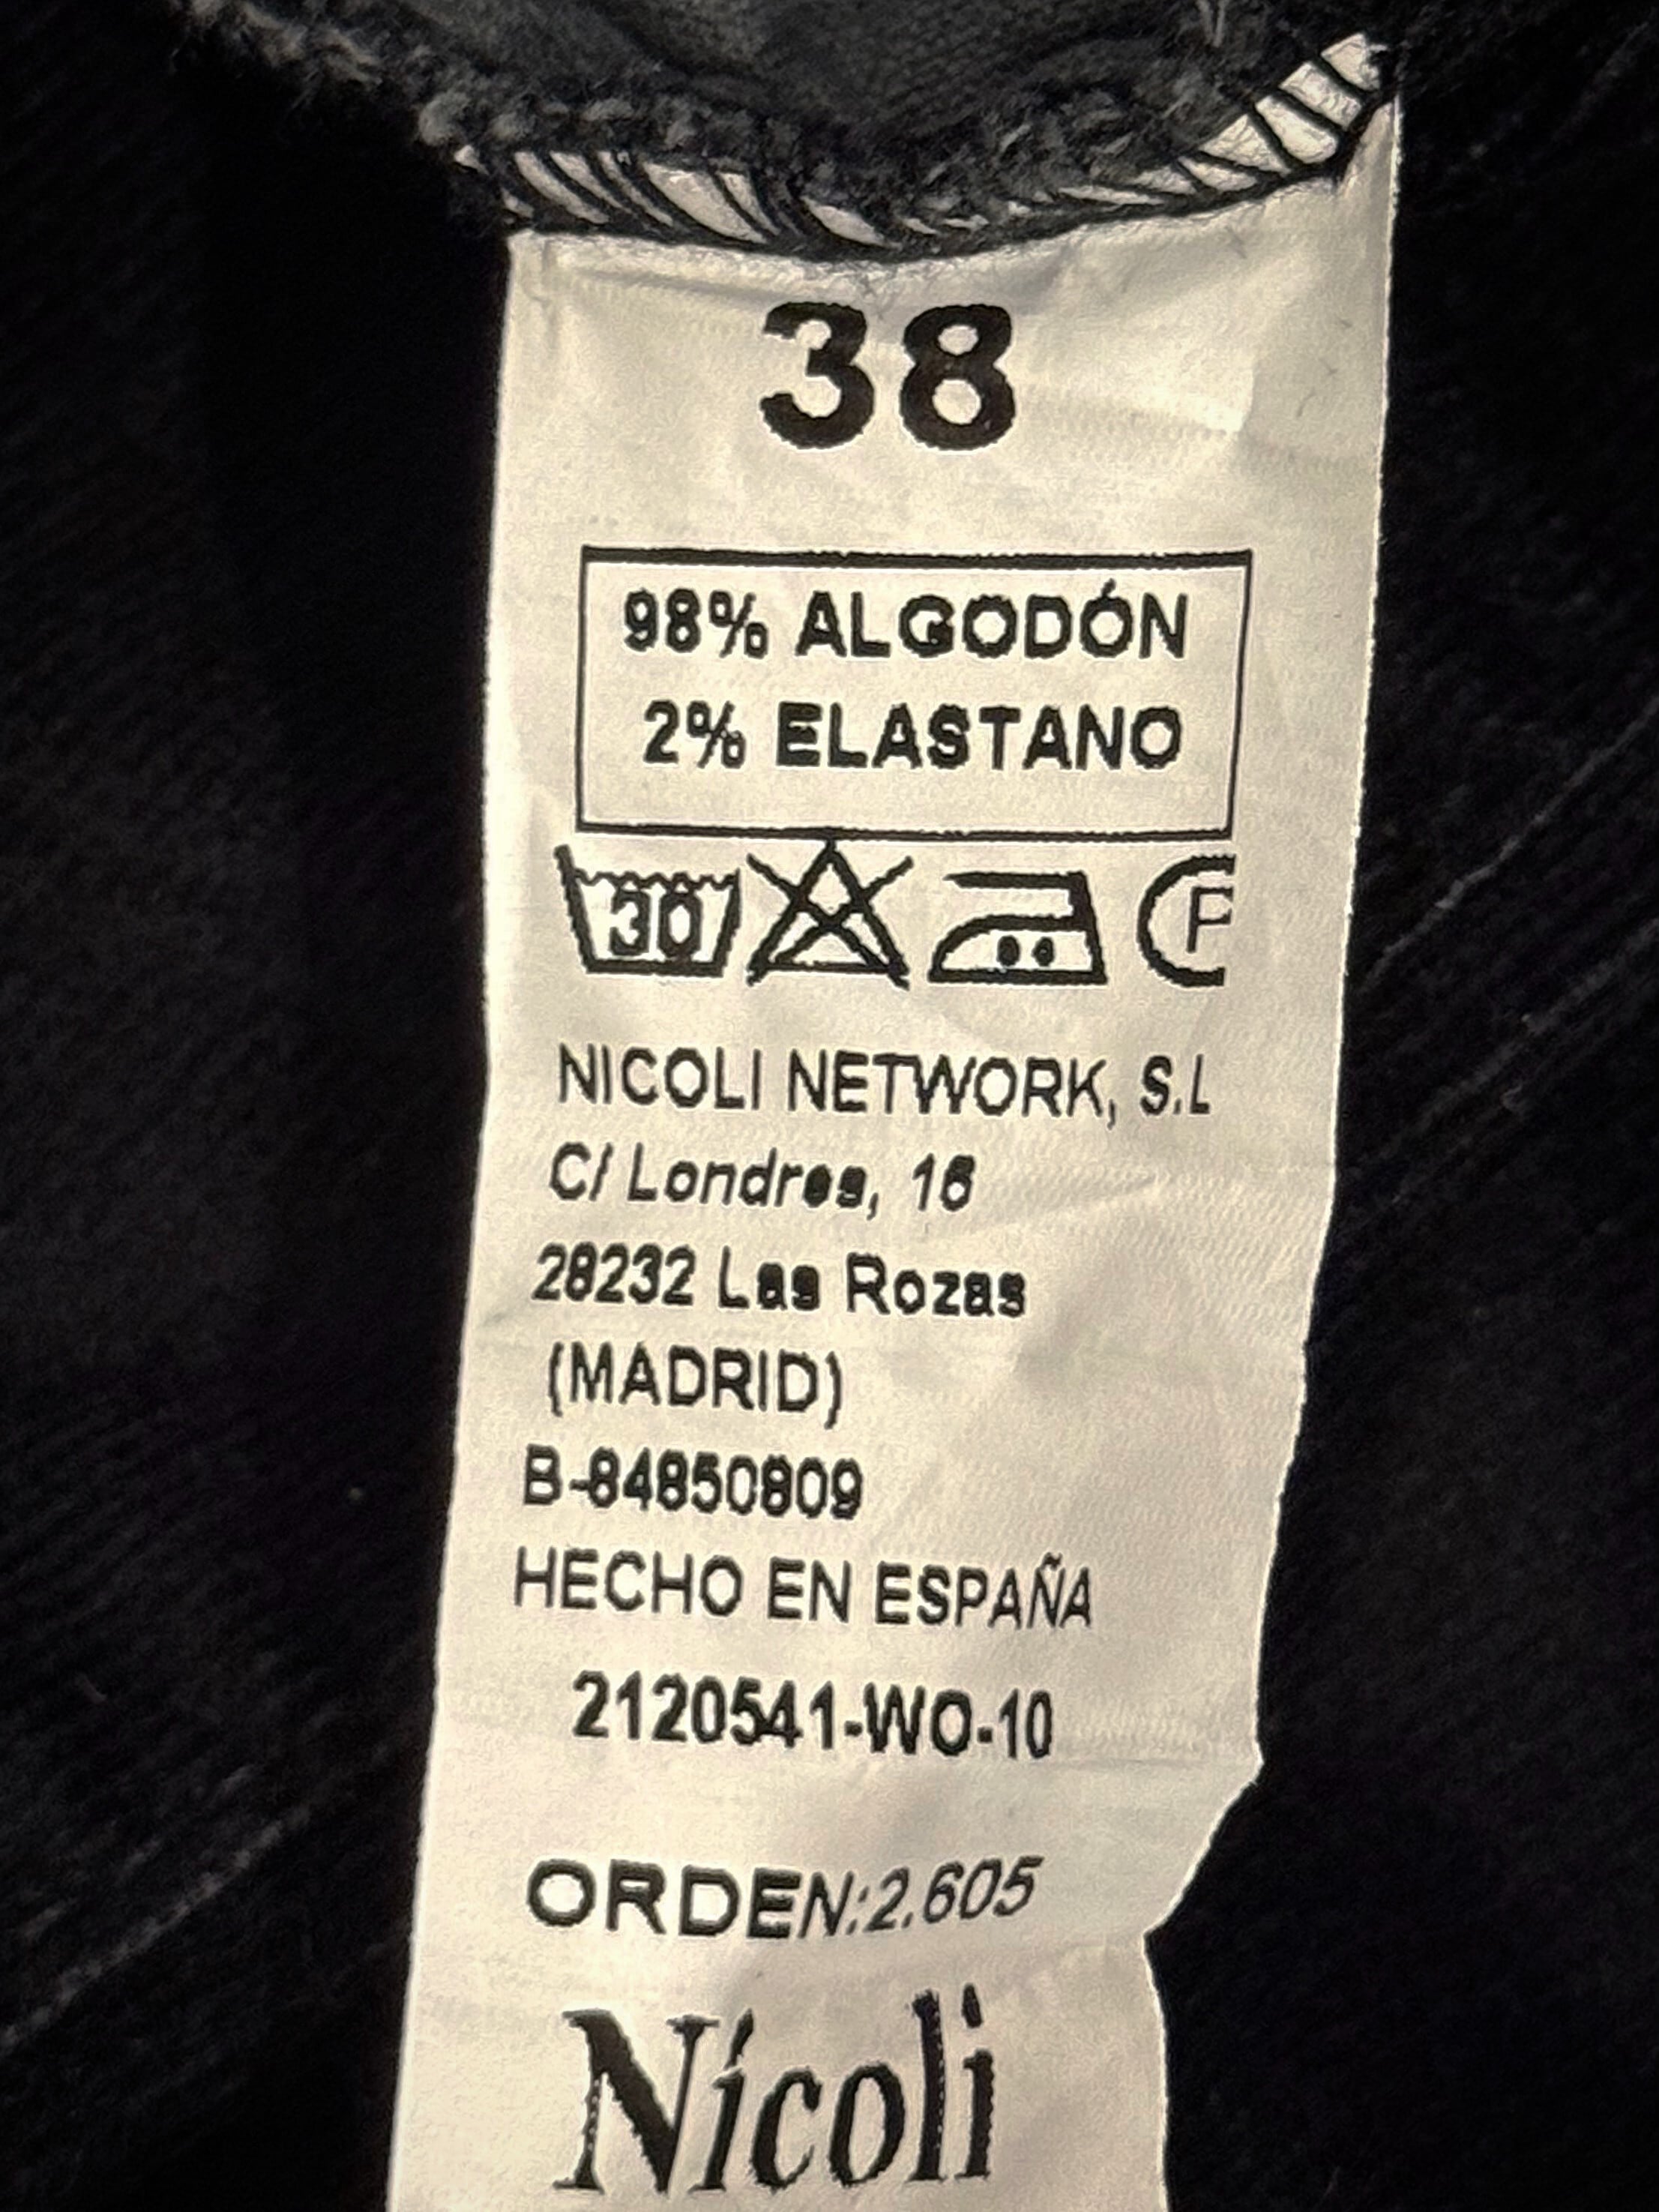 38
98% ALGODÓN
2% ELASTANO
30 P
NICOLI NETWORK, S.L
C/ Londres, 16
28232 Las Rozas
(MADRID)
B-84850809
HECHO EN ESPAÑA
2120541-WO-10
ORDEN:2.605
Nícoli